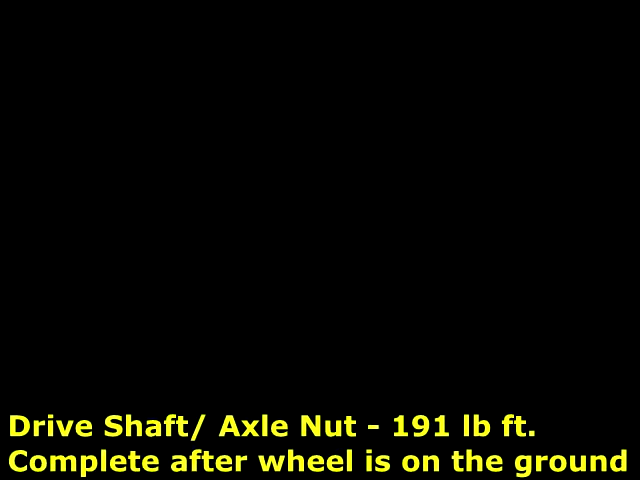 Drive Shaft/ Axle Nut - 191 lb ft.
Complete after wheel is on the ground